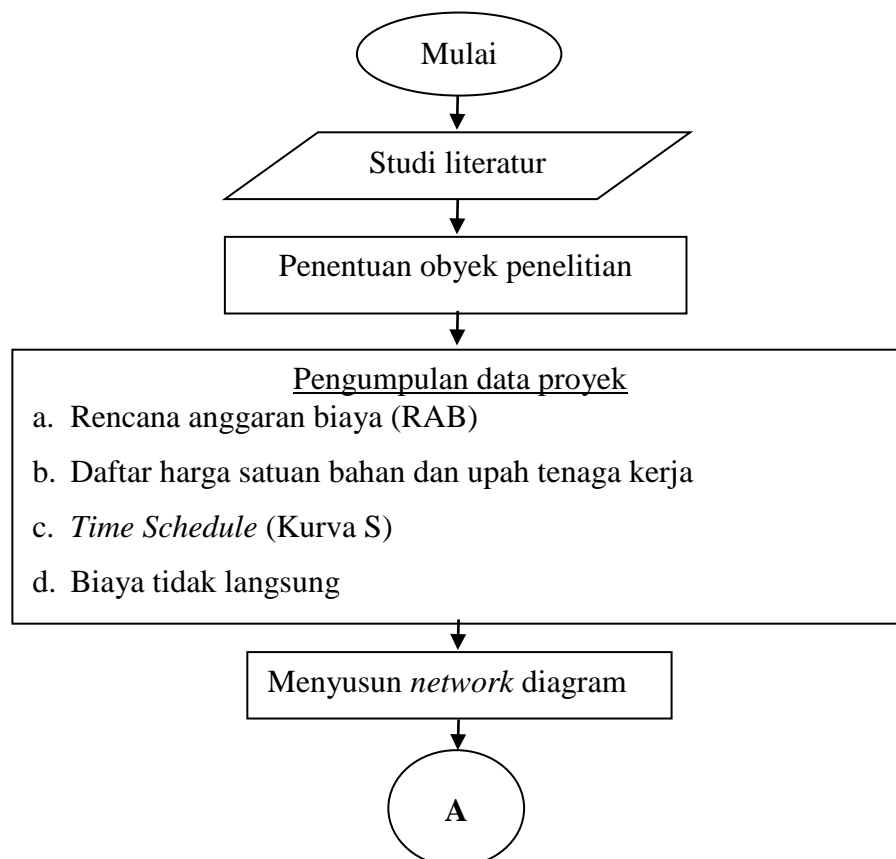 Mulai
Studi literatur
Penentuan obyek penelitian
Pengumpulan data proyek
a. Rencana anggaran biaya (RAB)
b. Daftar harga satuan bahan dan upah tenaga kerja
c. Time Schedule (Kurva S)
d. Biaya tidak langsung
Menyusun network diagram
A